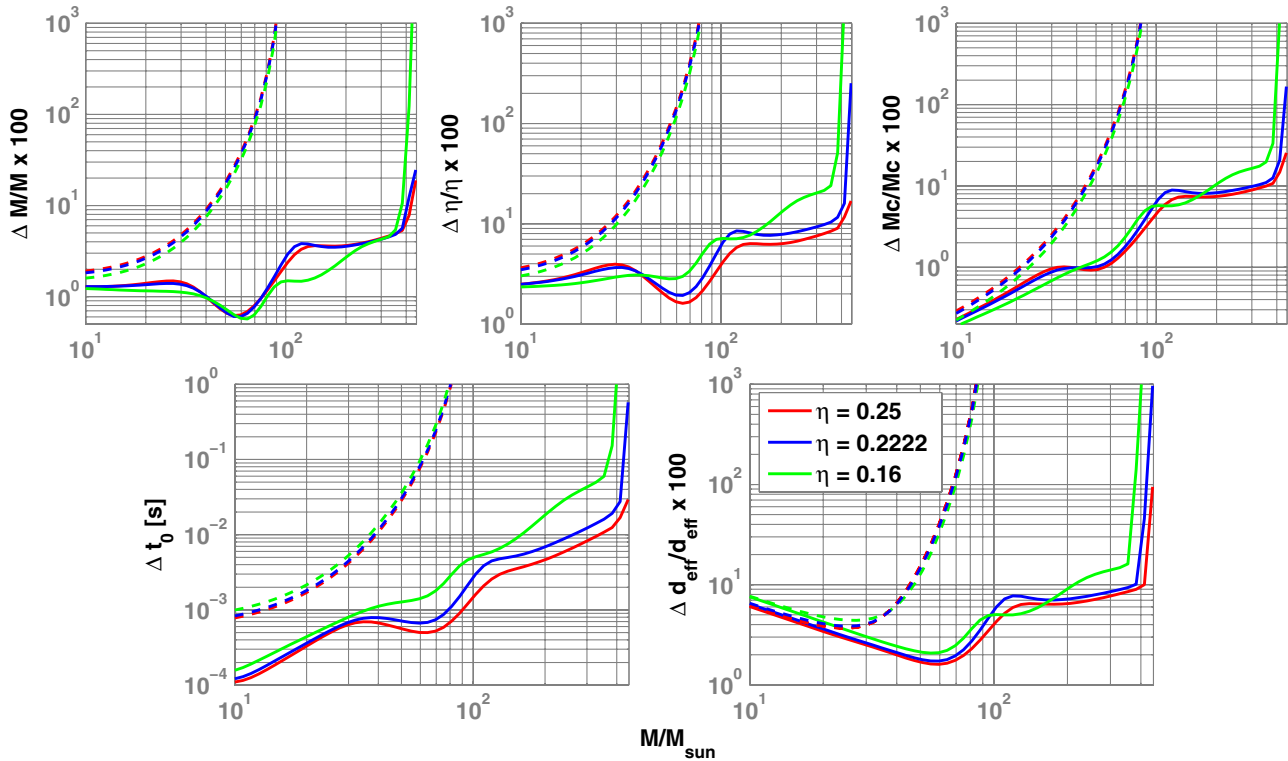 10³ 10³ 10³
10² 10² 10²
10¹ 10¹ 10¹
10⁰ 10⁰ 10⁰
Δ M/M x 100
Δ η/η x 100
Δ Mc/Mc x 100
10¹ 10² 10¹ 10² 10¹ 10²
10⁰ 10³
10⁻¹ 10²
10⁻² 10¹
10⁻³
10⁻⁴ 10⁰
Δ t₀ [s]
Δ d_eff/d_eff x 100
η = 0.25
η = 0.2222
η = 0.16
10¹ 10² 10¹ 10²
M/M_sun